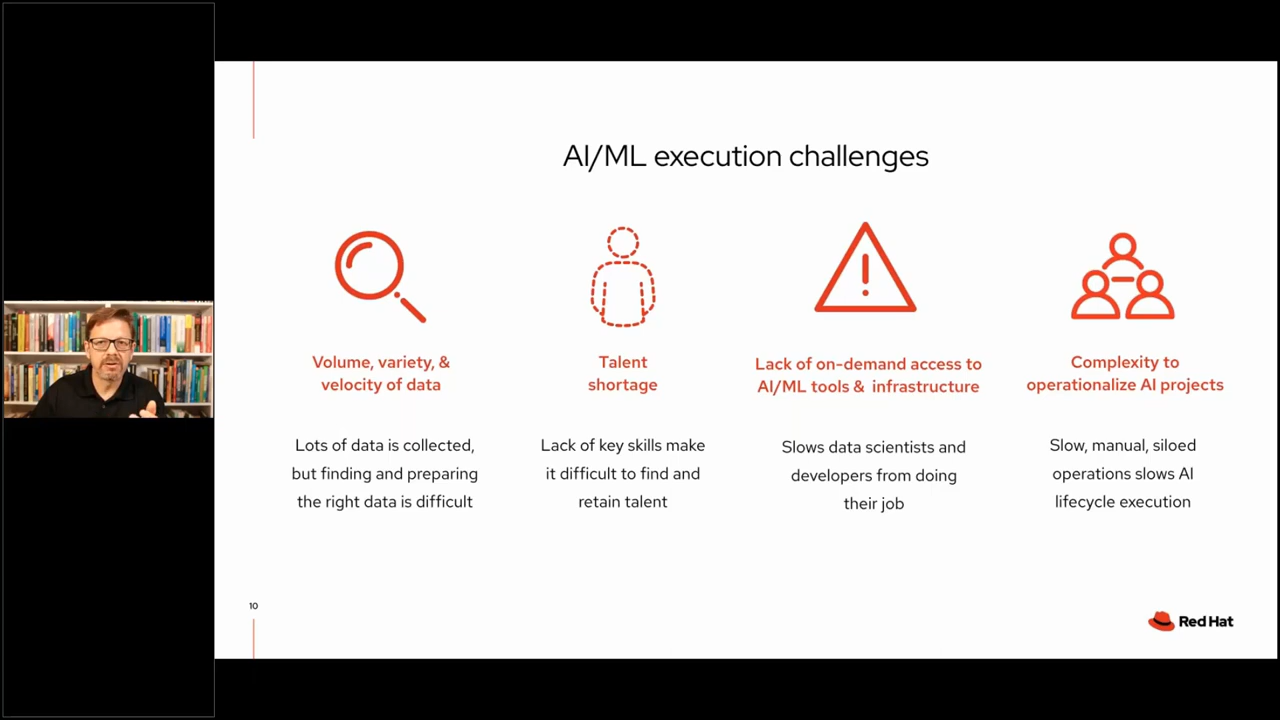 AI/ML execution challenges
Volume, variety, &
velocity of data
Lots of data is collected,
but finding and preparing
the right data is difficult
Talent
shortage
Lack of key skills make
it difficult to find and
retain talent
Lack of on-demand access to
AI/ML tools & infrastructure
Slows data scientists and
developers from doing
their job
Complexity to
operationalize AI projects
Slow, manual, siloed
operations slows AI
lifecycle execution
10
Red Hat